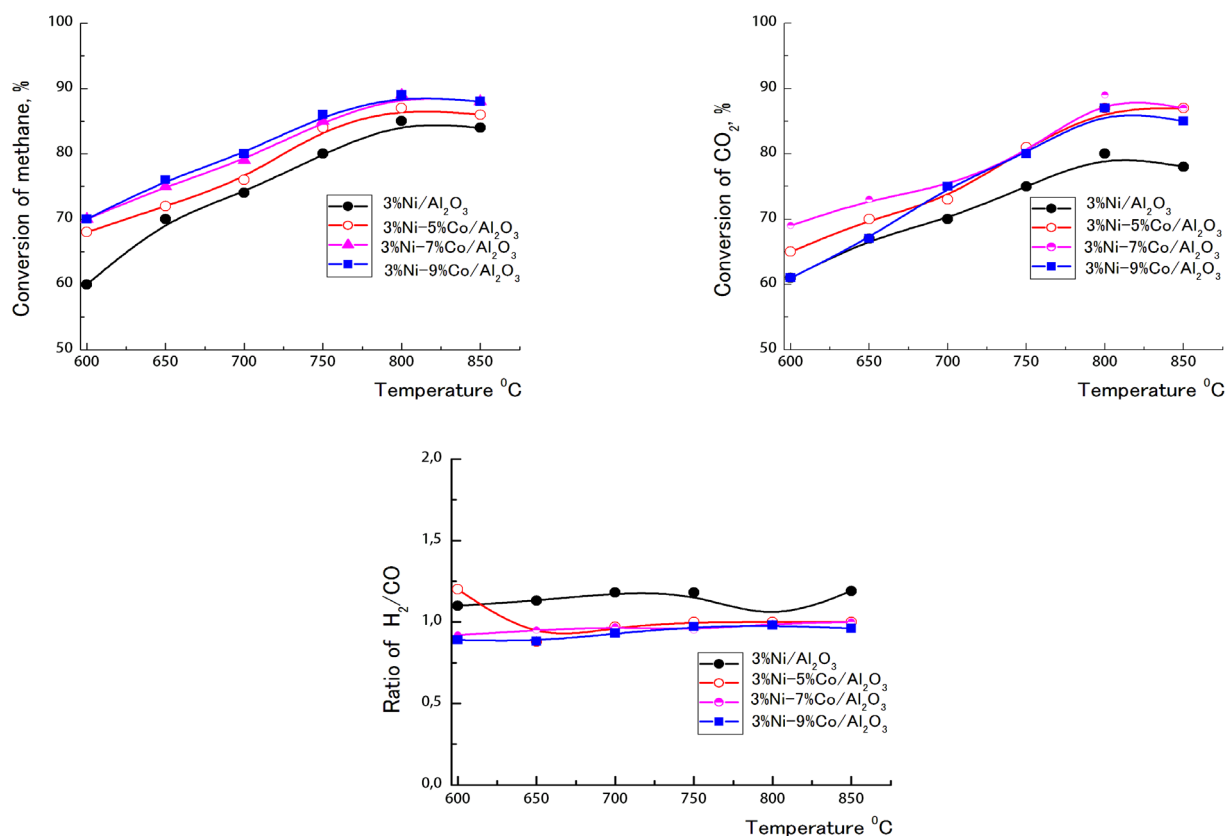 Conversion of methane, %
100
90
80
70
60
50
600 650 700 750 800 850
Temperature ⁰C
3%Ni/Al₂O₃
3%Ni-5%Co/Al₂O₃
3%Ni-7%Co/Al₂O₃
3%Ni-9%Co/Al₂O₃
Conversion of CO₂, %
100
90
80
70
60
50
600 650 700 750 800 850
Temperature ⁰C
3%Ni/Al₂O₃
3%Ni-5%Co/Al₂O₃
3%Ni-7%Co/Al₂O₃
3%Ni-9%Co/Al₂O₃
Ratio of H₂/CO
2,0
1,5
1,0
0,5
0,0
600 650 700 750 800 850
Temperature ⁰C
3%Ni/Al₂O₃
3%Ni-5%Co/Al₂O₃
3%Ni-7%Co/Al₂O₃
3%Ni-9%Co/Al₂O₃